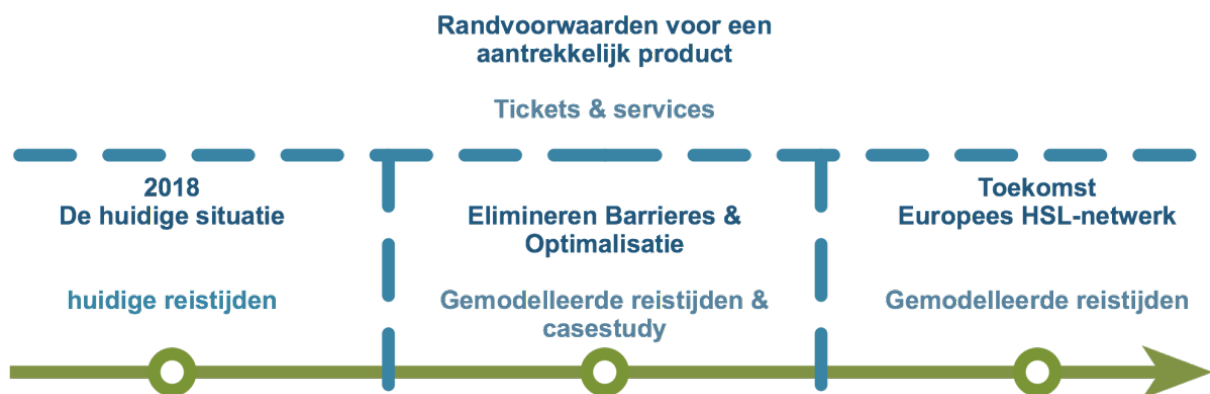 Randvoorwaarden voor een
aantrekkelijk product
Tickets & services
2018
De huidige situatie
huidige reistijden
Elimineren Barrieres &
Optimalisatie
Gemodelleerde reistijden &
casestudy
Toekomst
Europees HSL-netwerk
Gemodelleerde reistijden